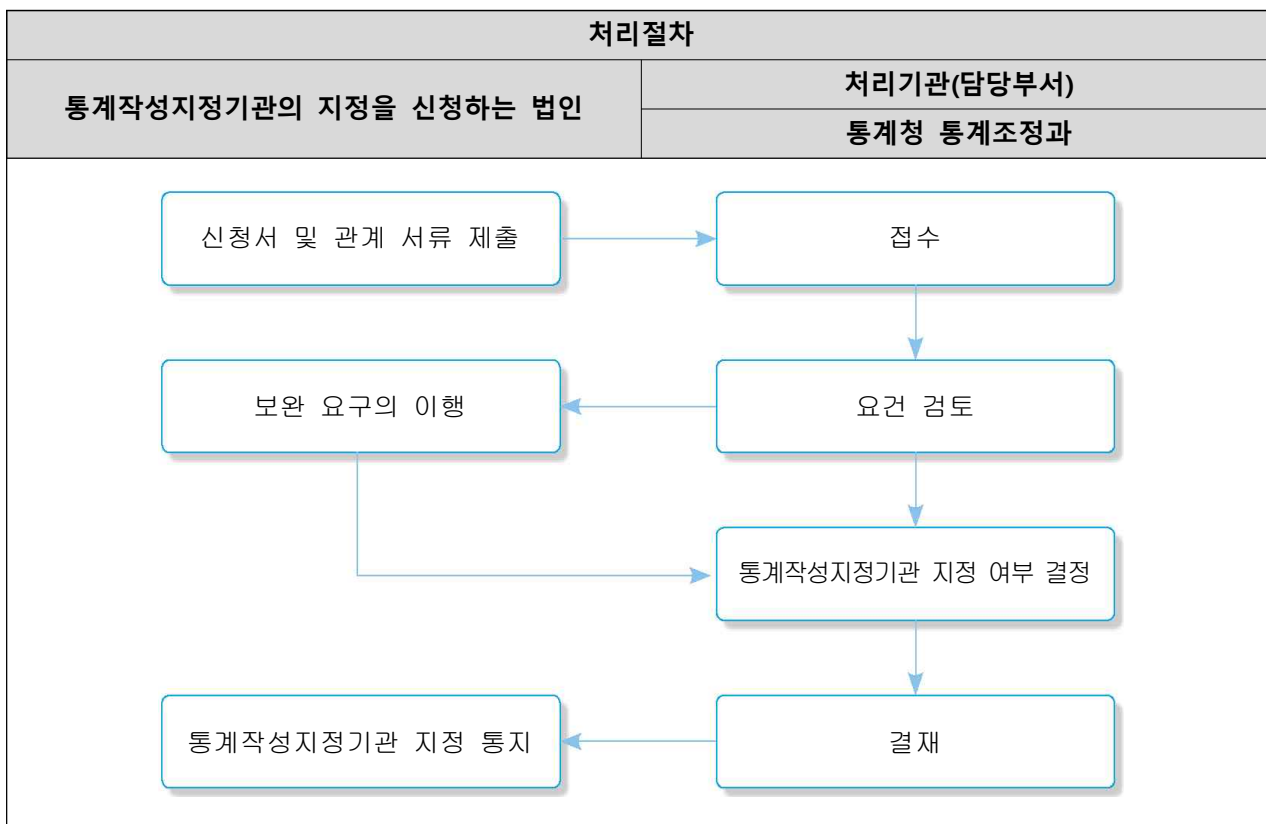 처리절차
통계작성지정기관의 지정을 신청하는 법인
처리기관(담당부서)
통계청 통계조정과
신청서 및 관계 서류 제출
접수
보완 요구의 이행
요건 검토
통계작성지정기관 지정 여부 결정
통계작성지정기관 지정 통지
결재